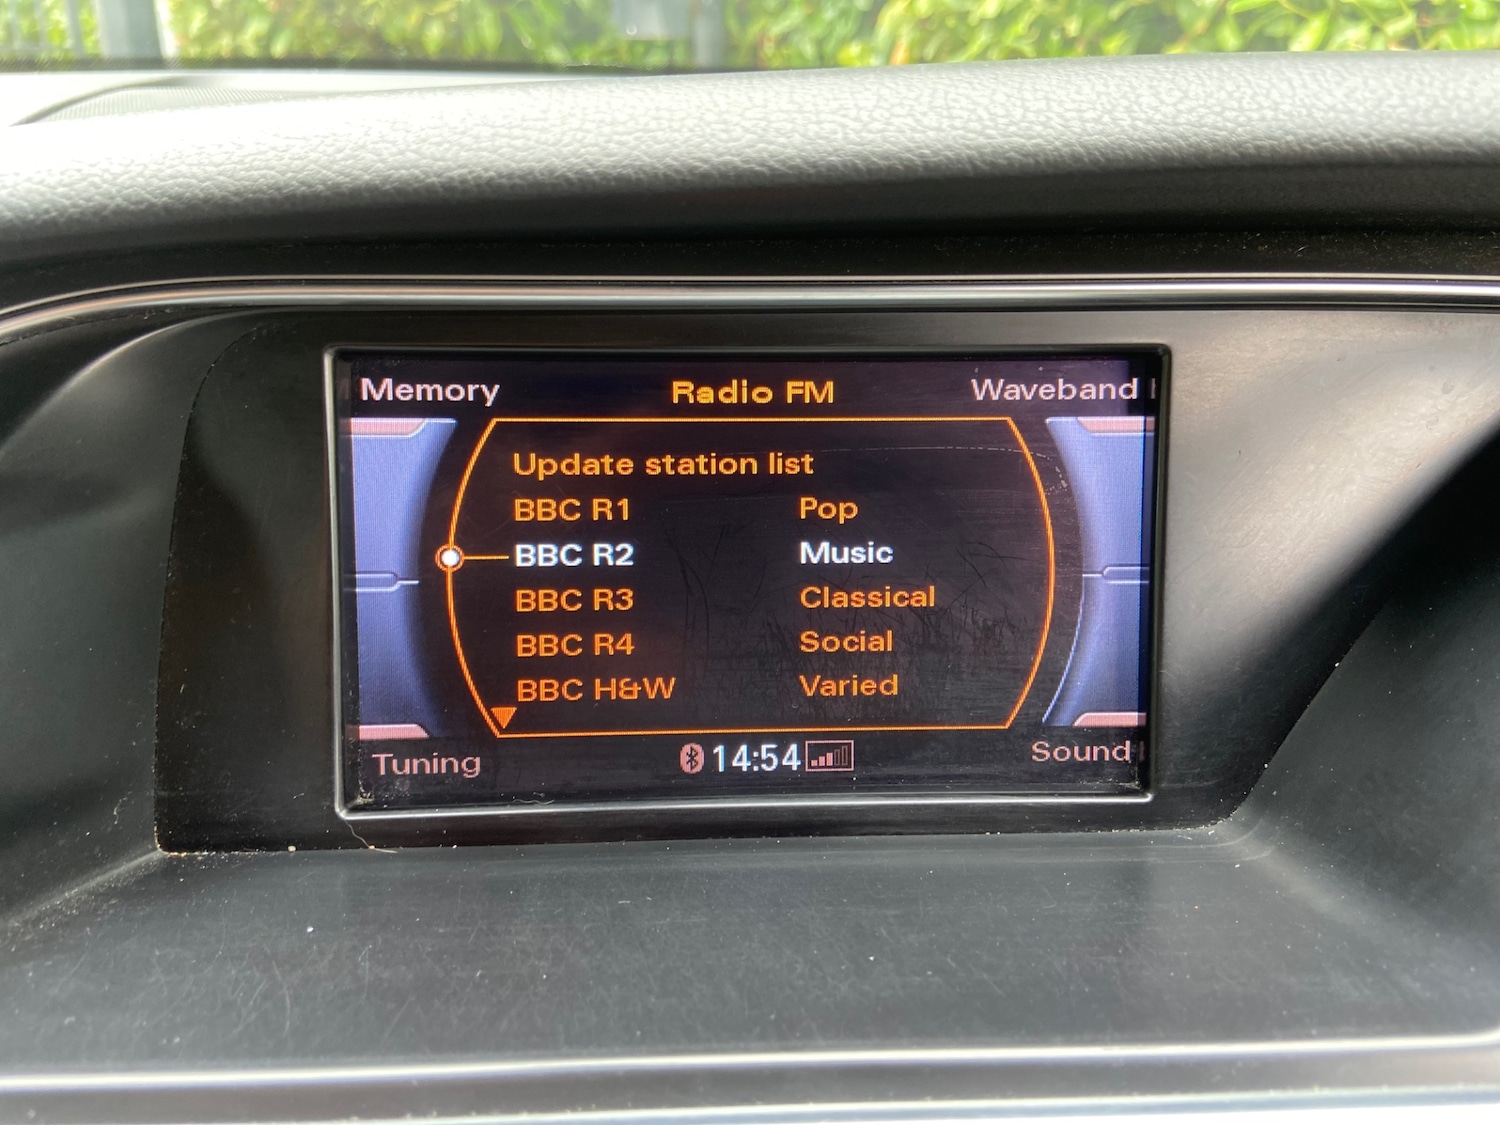 Memory Radio FM Waveband
Update station list
BBC R1 Pop
BBC R2 Music
BBC R3 Classical
BBC R4 Social
BBC H&W Varied
Tuning 14:54 Sound